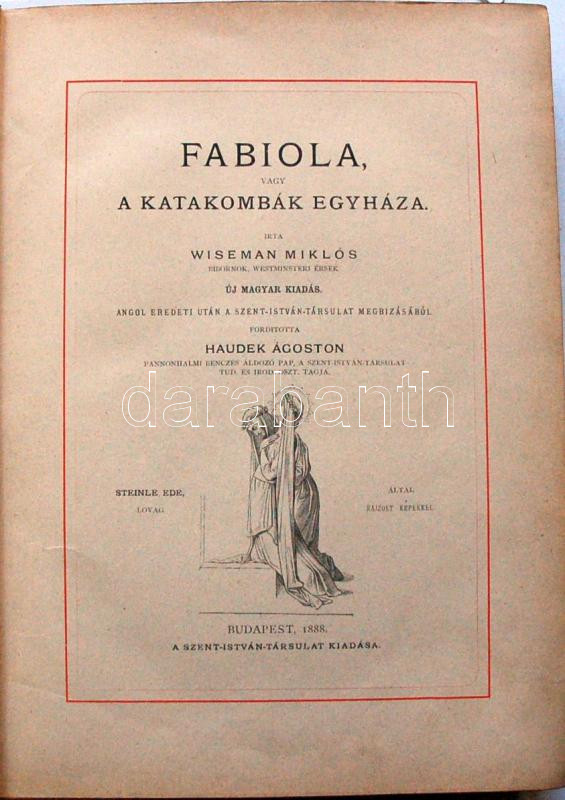 FABIOLA,
VAGY
A KATAKOMBÁK EGYHÁZA.
IRTA
WISEMAN MIKLÓS
BIBORNOK, WESTMINSTERI ÉRSEK.
ÚJ MAGYAR KIADÁS.
ANGOL EREDETI UTÁN A SZENT-ISTVÁN-TÁRSULAT MEGBIZÁSÁBÓL
FORDITOTTA
HAUDEK ÁGOSTON
PANNONHALMI BENCZÉS ÁLDOZÓ PAP, A SZENT-ISTVÁN-TÁRSULAT
TUD. ÉS IROD. OSZT. TAGJA.
darabanth
STEINLE EDE,
LOVAG
ÁLTAL
RAJZOLT KÉPEKKEL
BUDAPEST, 1888.
A SZENT-ISTVÁN-TÁRSULAT KIADÁSA.